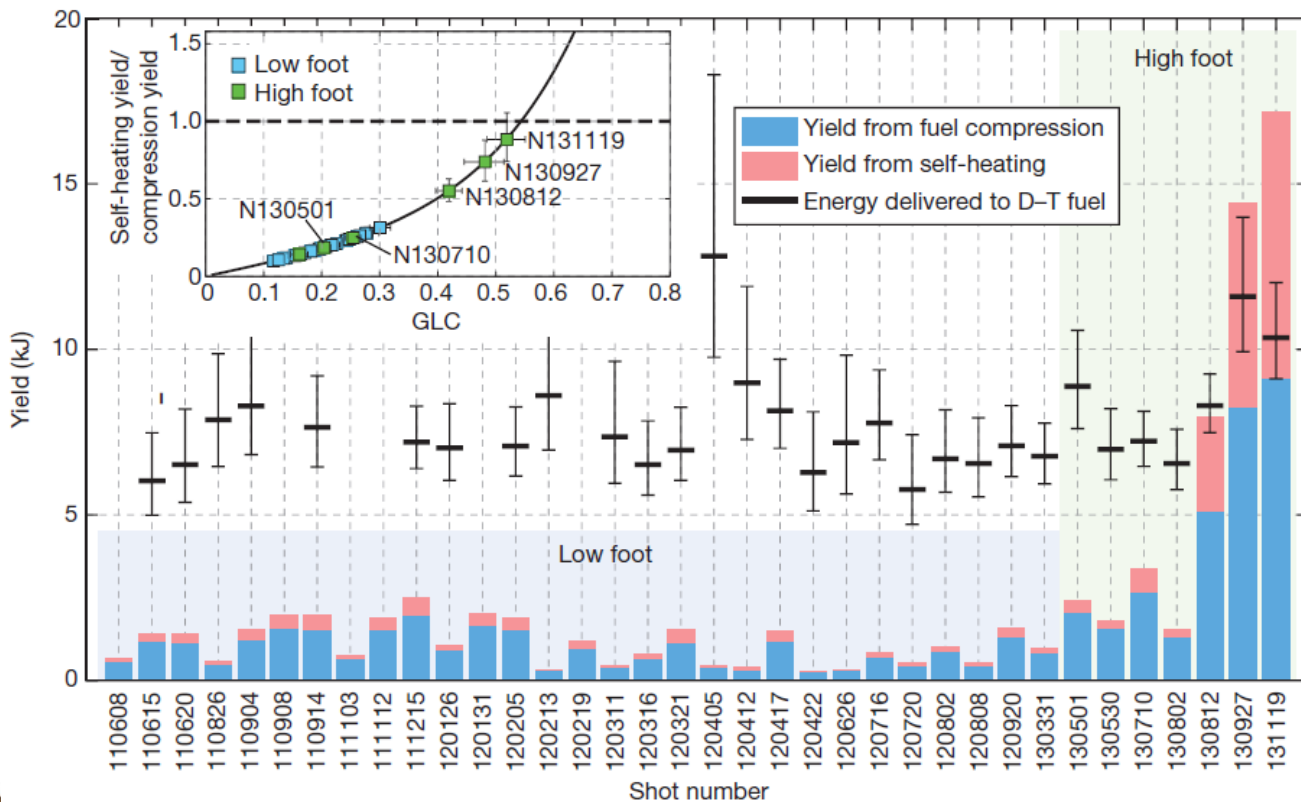 20
15
10
5
0
Yield (kJ)
Self-heating yield/
compression yield
1.5
1.0
0.5
0
Low foot
High foot
N131119
N130927
N130812
N130501
N130710
0 0.1 0.2 0.3 0.4 0.5 0.6 0.7 0.8
GLC
High foot
Yield from fuel compression
Yield from self-heating
Energy delivered to D–T fuel
Low foot
110608
110615
110620
110826
110904
110908
110914
111103
111112
111215
120126
120131
120205
120213
120219
120311
120316
120321
120405
120412
120417
120422
120626
120716
120720
120802
120808
120920
130331
130501
130530
130710
130802
130812
130927
131119
Shot number